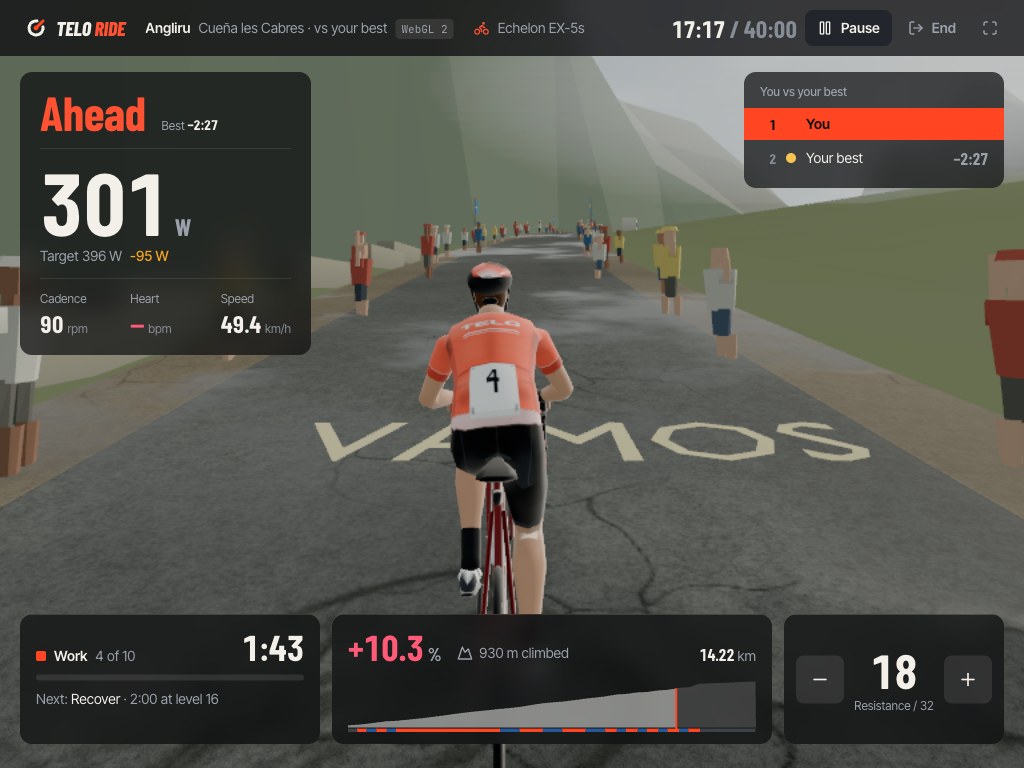 TELO RIDE Angliru Cueña les Cabres · vs your best WebGL 2 Echelon EX-5s 17:17 / 40:00 Pause End
Ahead Best −2:27
301 W
Target 396 W -95 W
Cadence Heart Speed
90 rpm — bpm 49.4 km/h
You vs your best
1 You
2 Your best −2:27
TELO
4
VAMOS
Work 4 of 10 1:43
Next: Recover · 2:00 at level 16
+10.3 % 930 m climbed 14.22 km
− 18 +
Resistance / 32